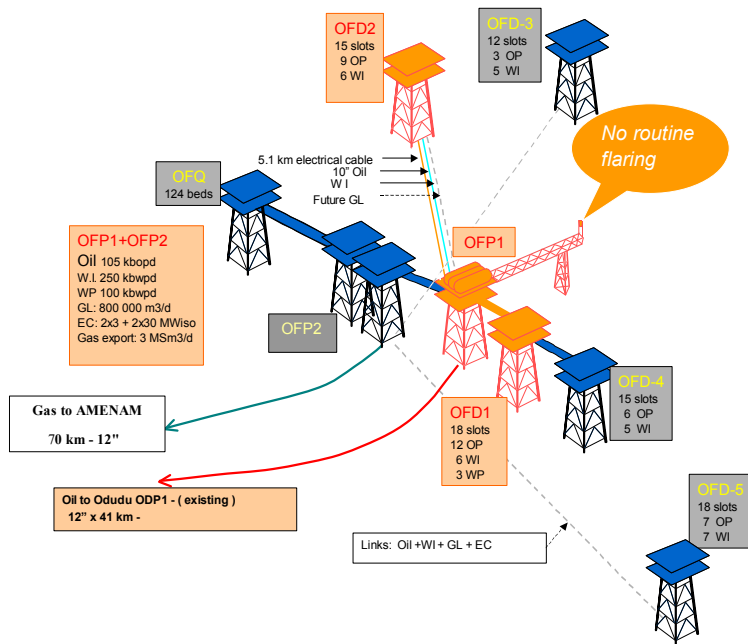 OFD2
15 slots
9 OP
6 WI
OFD-3
12 slots
3 OP
5 WI
No routine
flaring
5.1 km electrical cable
10" Oil
W I
Future GL
OFQ
124 beds
OFP1+OFP2
Oil 105 kbopd
W.I. 250 kbwpd
WP 100 kbwpd
GL: 800 000 m3/d
EC: 2x3 + 2x30 MWiso
Gas export: 3 MSm3/d
OFP1
OFP2
OFD-4
15 slots
6 OP
5 WI
Gas to AMENAM
70 km - 12"
OFD1
18 slots
12 OP
6 WI
3 WP
Oil to Odudu ODP1 - ( existing )
12” x 41 km -
OFD-5
18 slots
7 OP
7 WI
Links: Oil +WI + GL + EC